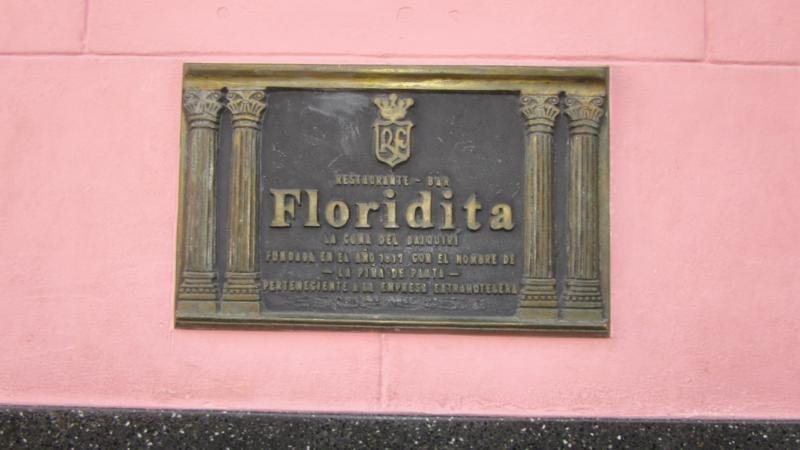 RF
RESTAURANTE - BAR
Floridita
LA CUNA DEL DAIQUIRI
FUNDADA EN EL AÑO 1817 CON EL NOMBRE DE
— LA PIÑA DE PLATA —
PERTENECIENTE A LA EMPRESA EXTRAHOTELERA